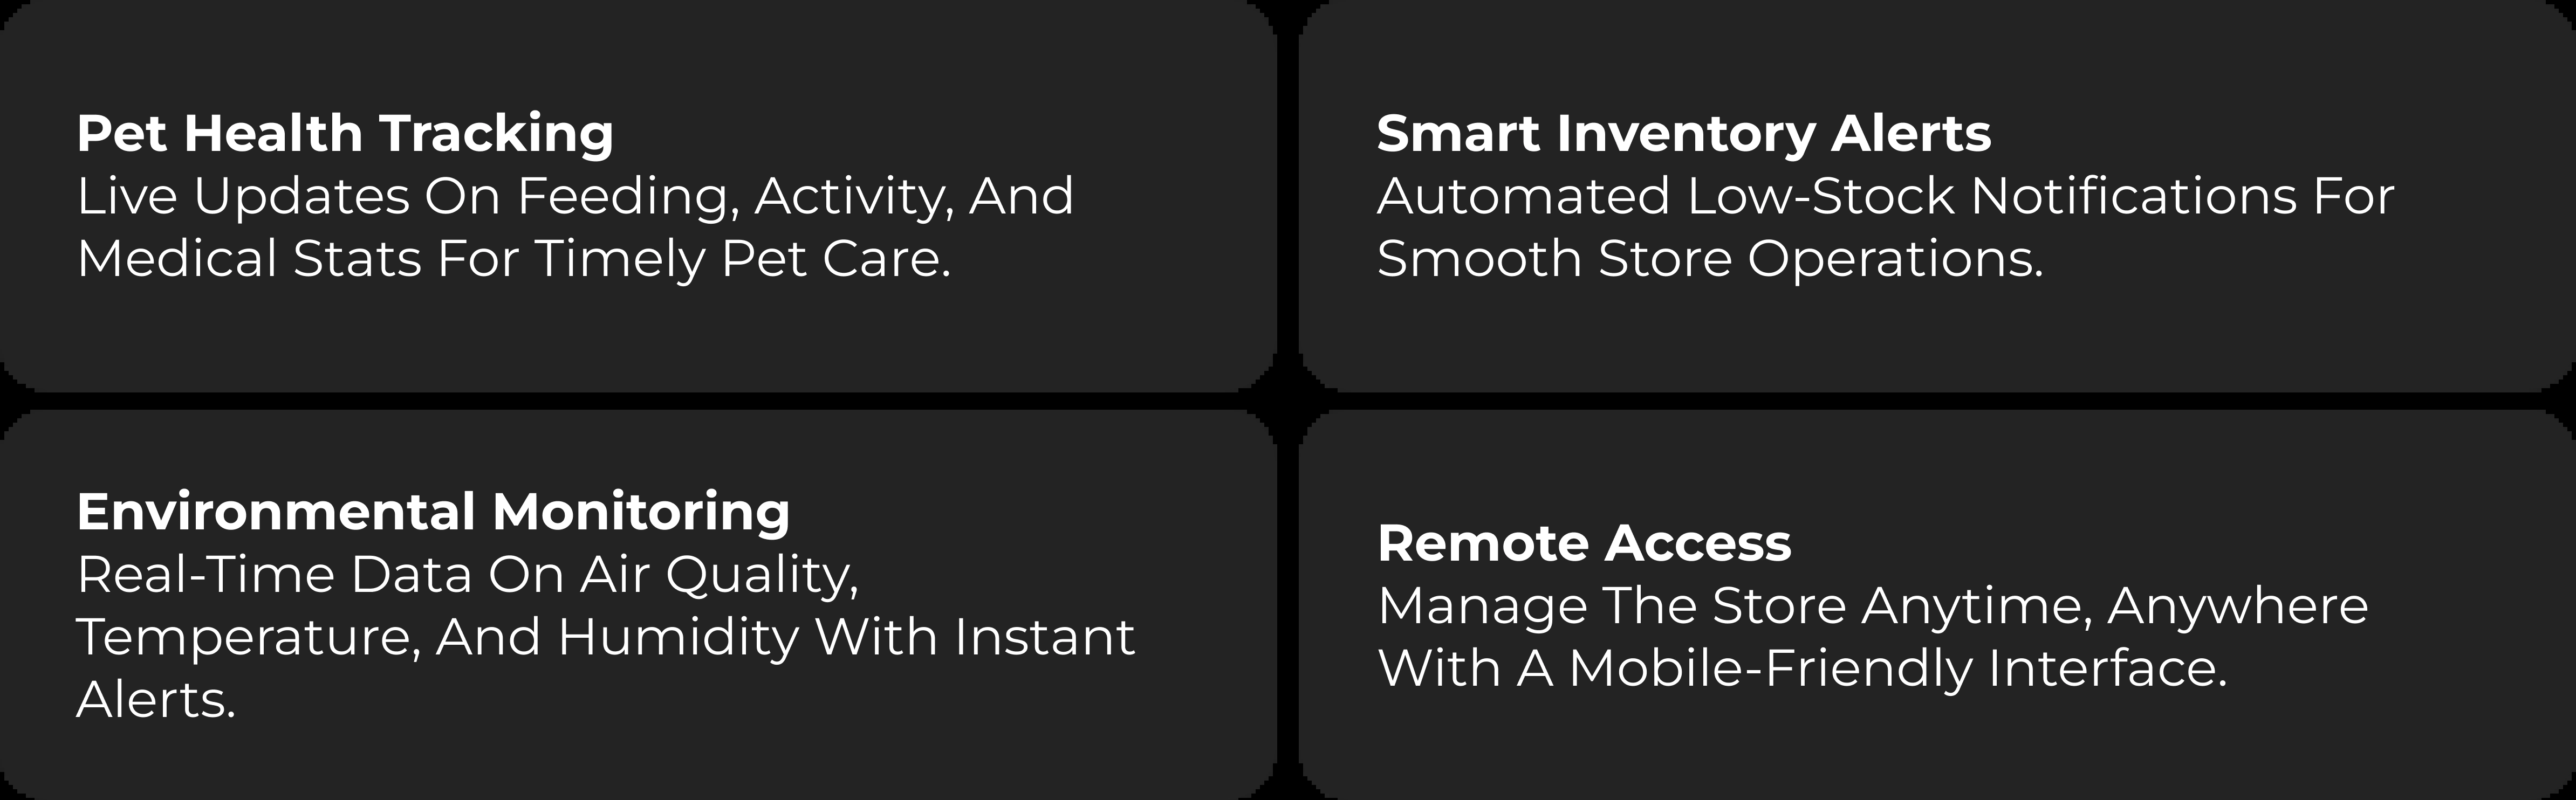 Pet Health Tracking
Live Updates On Feeding, Activity, And
Medical Stats For Timely Pet Care.
Smart Inventory Alerts
Automated Low-Stock Notifications For
Smooth Store Operations.
Environmental Monitoring
Real-Time Data On Air Quality,
Temperature, And Humidity With Instant
Alerts.
Remote Access
Manage The Store Anytime, Anywhere
With A Mobile-Friendly Interface.